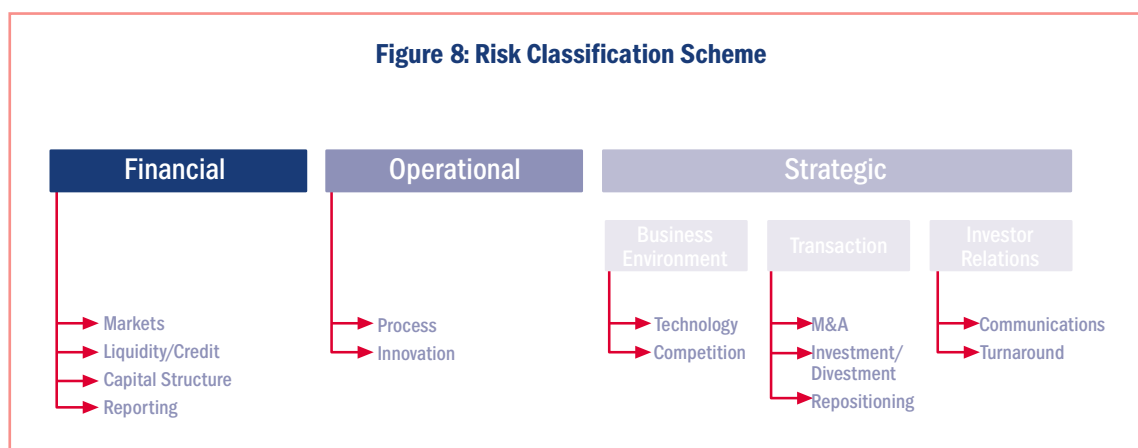 Figure 8: Risk Classification Scheme
Financial
Operational
Strategic
Business
Environment
Transaction
Investor
Relations
Markets
Liquidity/Credit
Capital Structure
Reporting
Process
Innovation
Technology
Competition
M&A
Investment/
Divestment
Repositioning
Communications
Turnaround